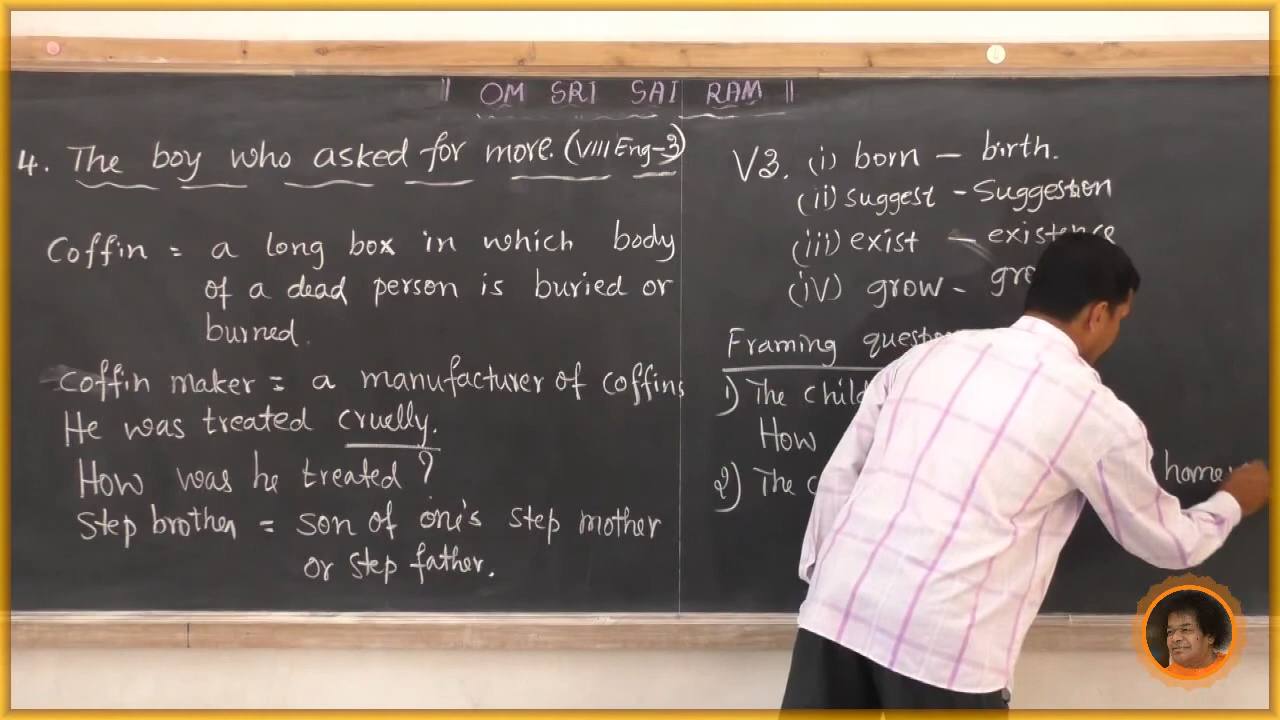 || OM SRI SAI RAM ||
4. The boy who asked for more. (VIII Eng-3)
Coffin = a long box in which body
of a dead person is buried or
burned.
Coffin maker = a manufacturer of coffins
He was treated cruelly.
How was he treated?
Step brother = son of one's step mother
or step father.
V3. (i) born - birth.
(ii) suggest - Suggestion
(iii) exist - existence
(iv) grow -
Framing
1) The
How
2) The